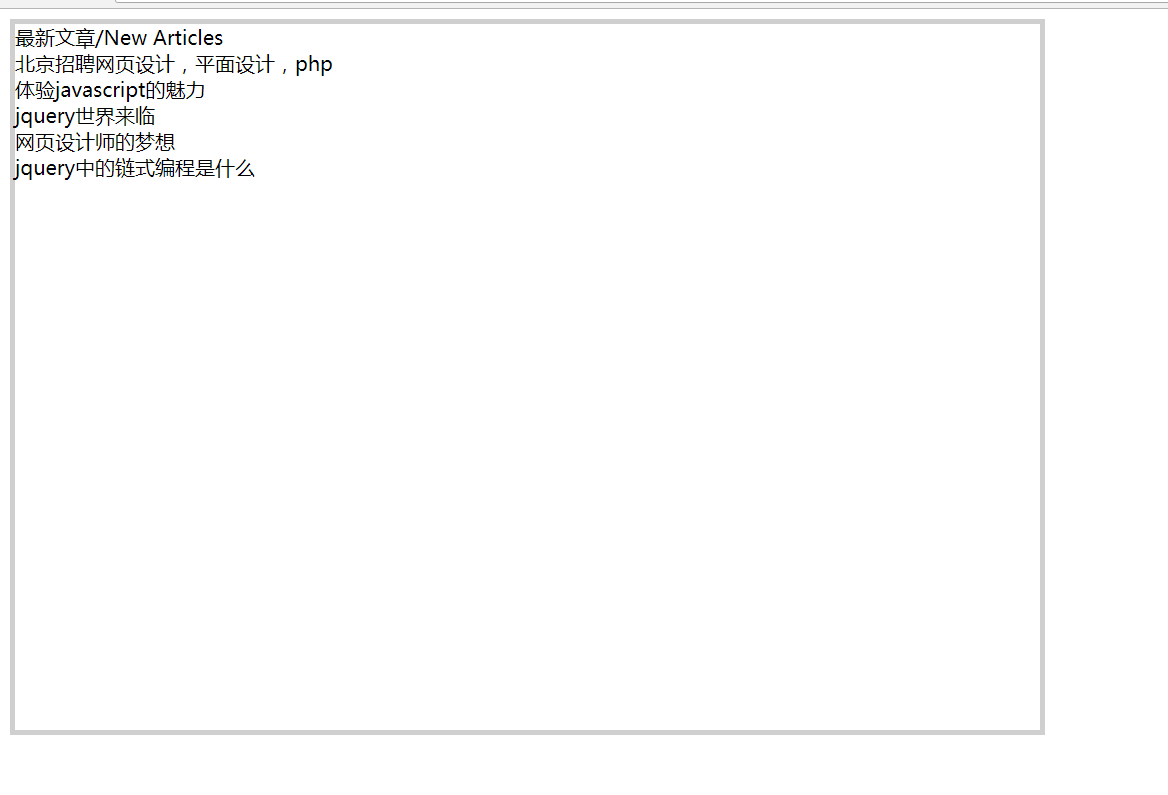 最新文章/New Articles
北京招聘网页设计，平面设计，php
体验javascript的魅力
jquery世界来临
网页设计师的梦想
jquery中的链式编程是什么